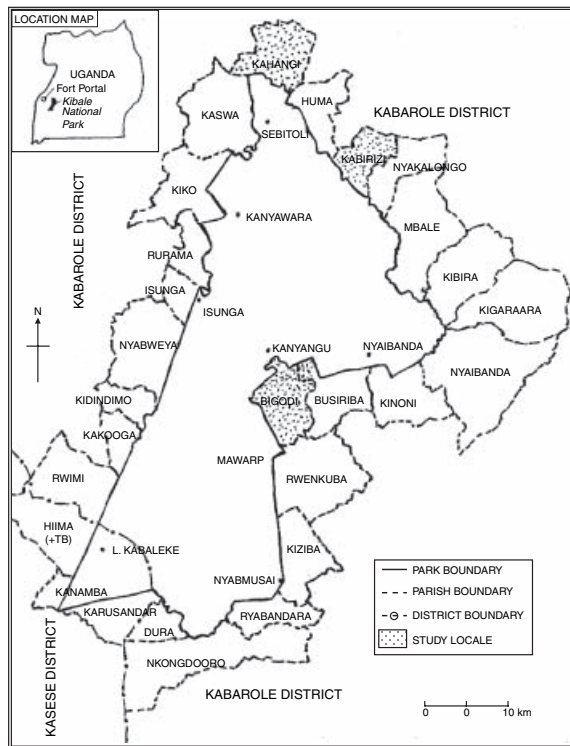 LOCATION MAP
UGANDA
Fort Portal
Kibale
National
Park
KAHANGI
KASWA
HUMA
KABAROLE DISTRICT
SEBITOLI
KABIRIZI
NYAKALONGO
KIKO
KANYAWARA
MBALE
KABAROLE DISTRICT
RURAMA
KIBIRA
ISUNGA
KIGARAARA
ISUNGA
N
NYABWEYA
KANYANGU
NYAIBANDA
NYAIBANDA
KIDINDIMO
BIGODI
BUSIRIBA
KINONI
KAKOOGA
MAWARP
RWIMI
RWENKUBA
HIIMA
(+TB)
L. KABALEKE
KIZIBA
NYABMUSAI
KANAMBA
KARUSANDAR
RYABANDARA
DURA
NKONGDOORO
KASESE DISTRICT
KABAROLE DISTRICT
PARK BOUNDARY
PARISH BOUNDARY
DISTRICT BOUNDARY
STUDY LOCALE
0 0 10 km